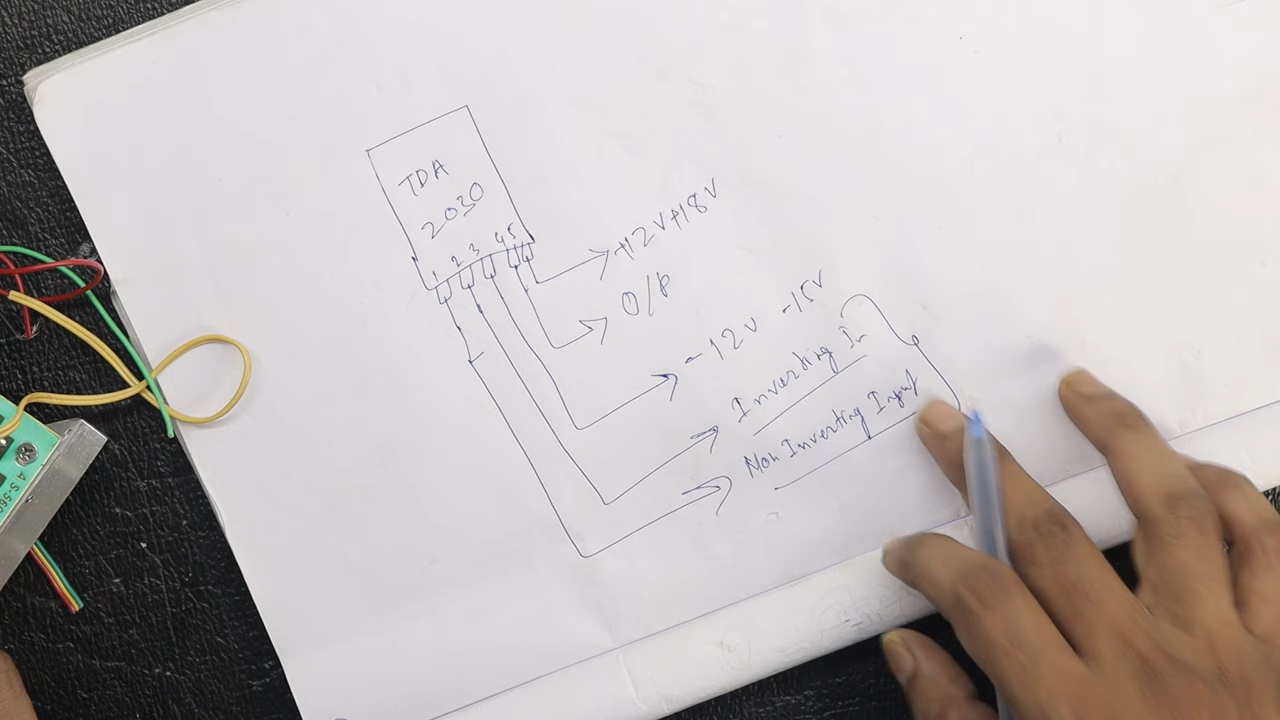 TDA
2030
1 2 3 4 5
+12V+18V
O/P
-12V -15V
Inverting In
Non Inverting Input